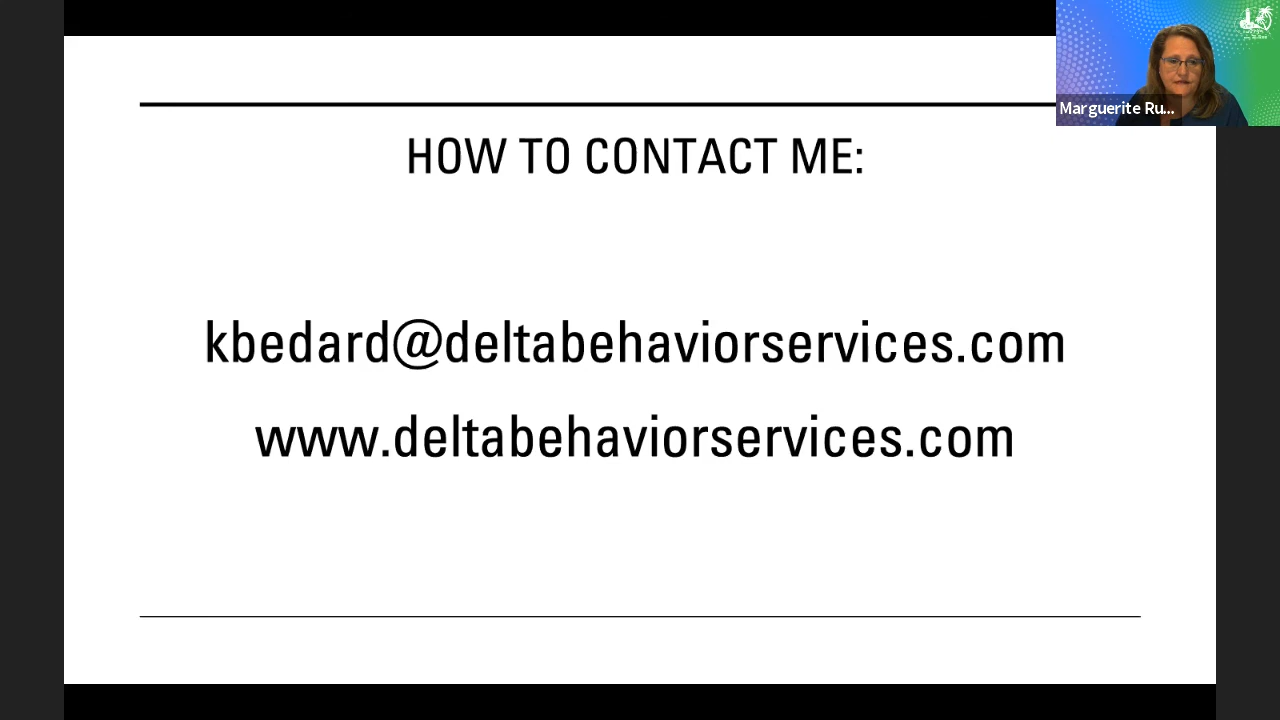 Marguerite Ru...
HOW TO CONTACT ME:
kbedard@deltabehaviorservices.com
www.deltabehaviorservices.com